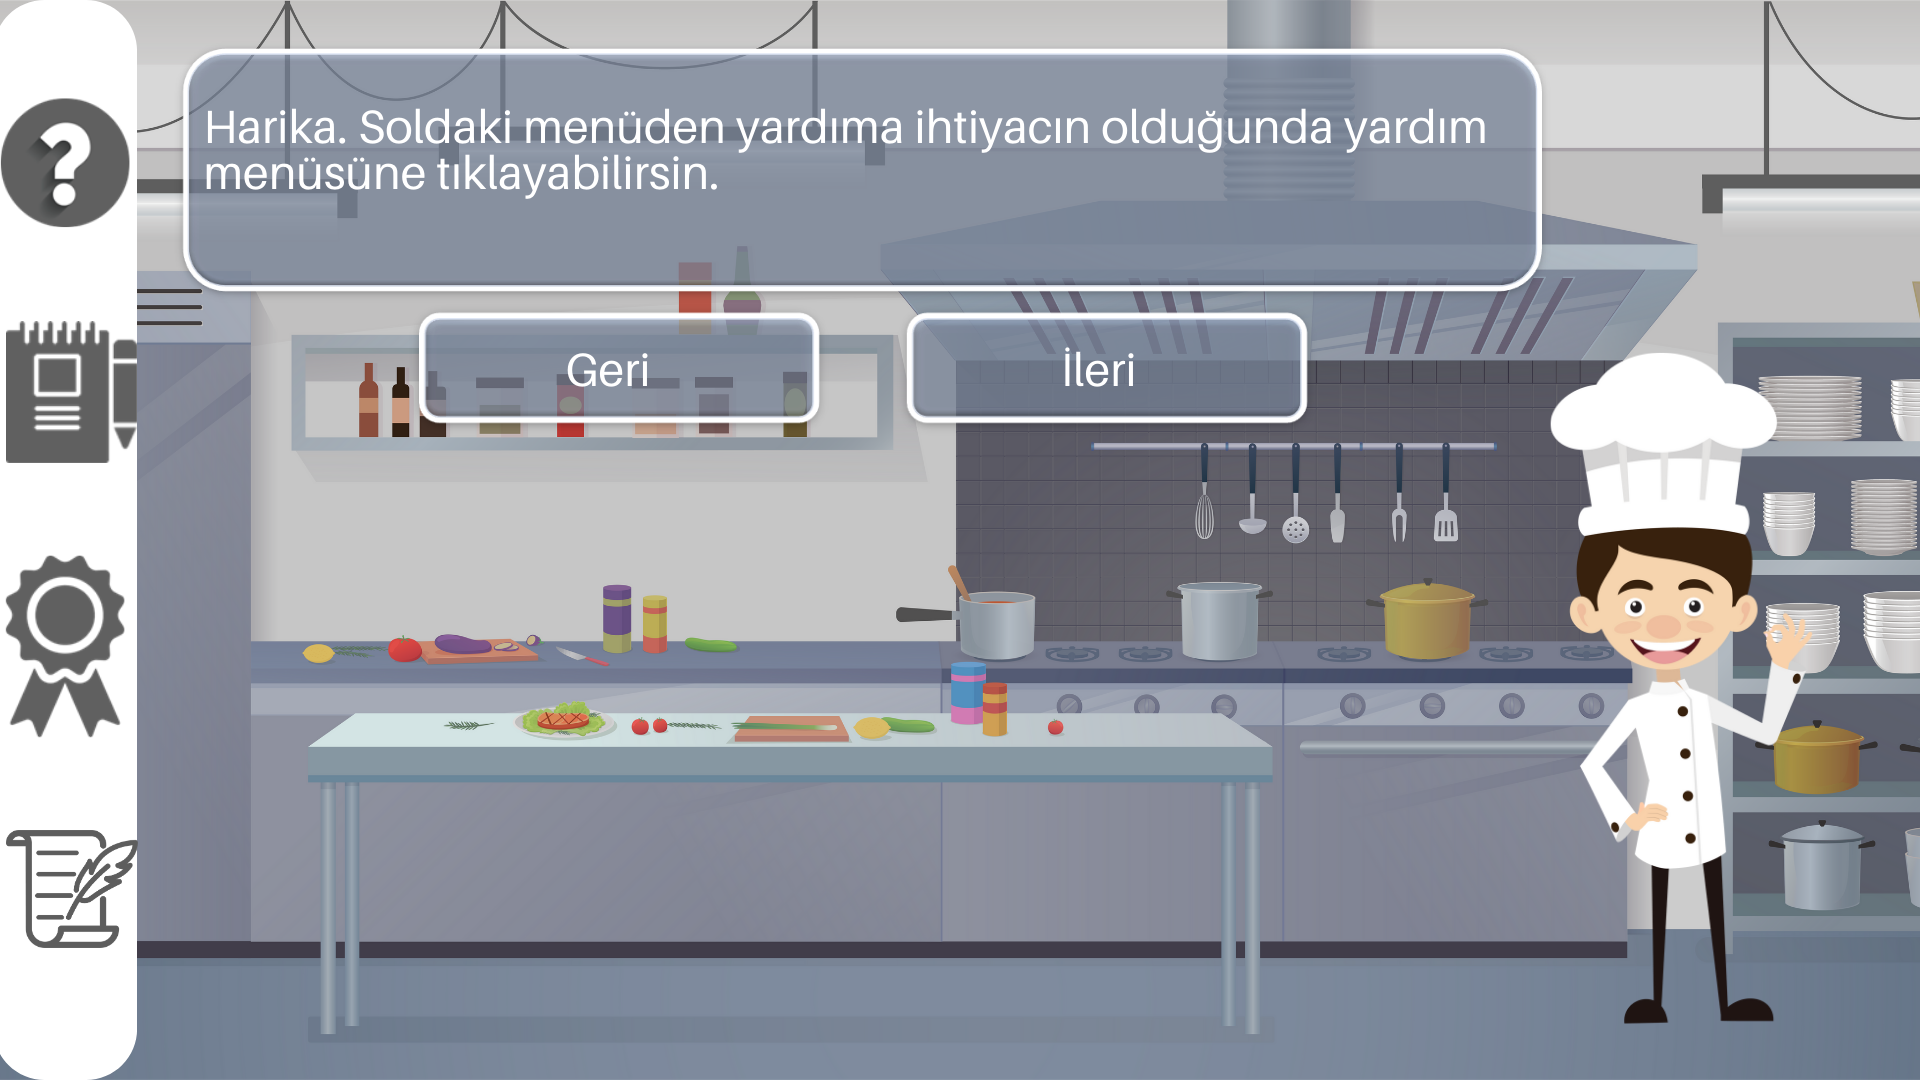 Harika. Soldaki menüden yardıma ihtiyacın olduğunda yardım
menüsüne tıklayabilirsin.
Geri
İleri